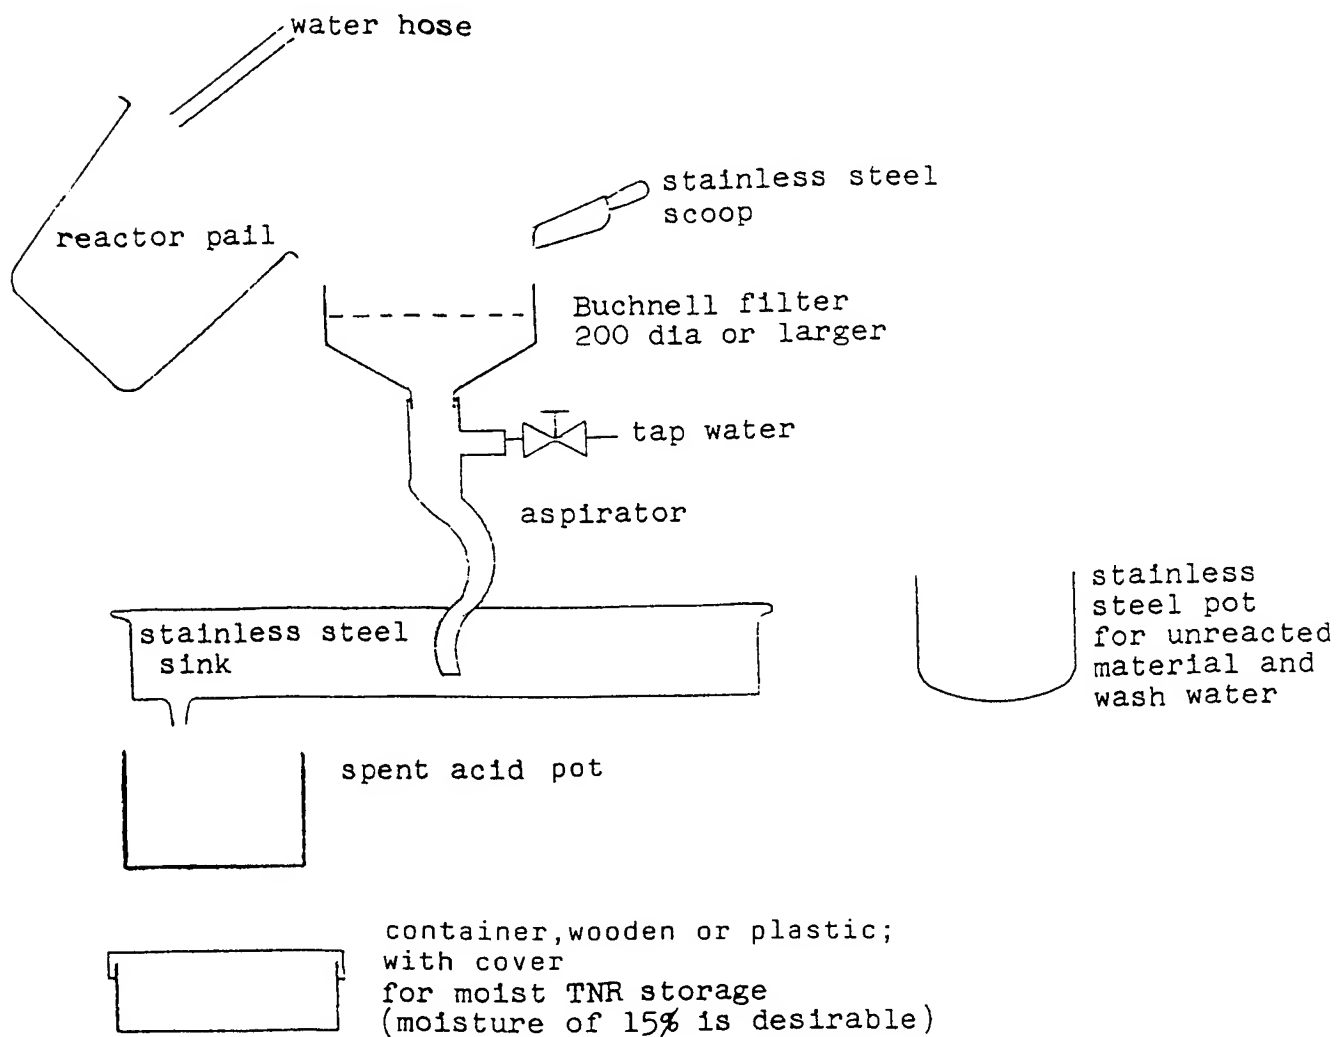 water hose
stainless steel
scoop
reactor pail
Buchnell filter
200 dia or larger
tap water
aspirator
stainless
steel pot
for unreacted
material and
wash water
stainless steel
sink
spent acid pot
container,wooden or plastic;
with cover
for moist TNR storage
(moisture of 15% is desirable)